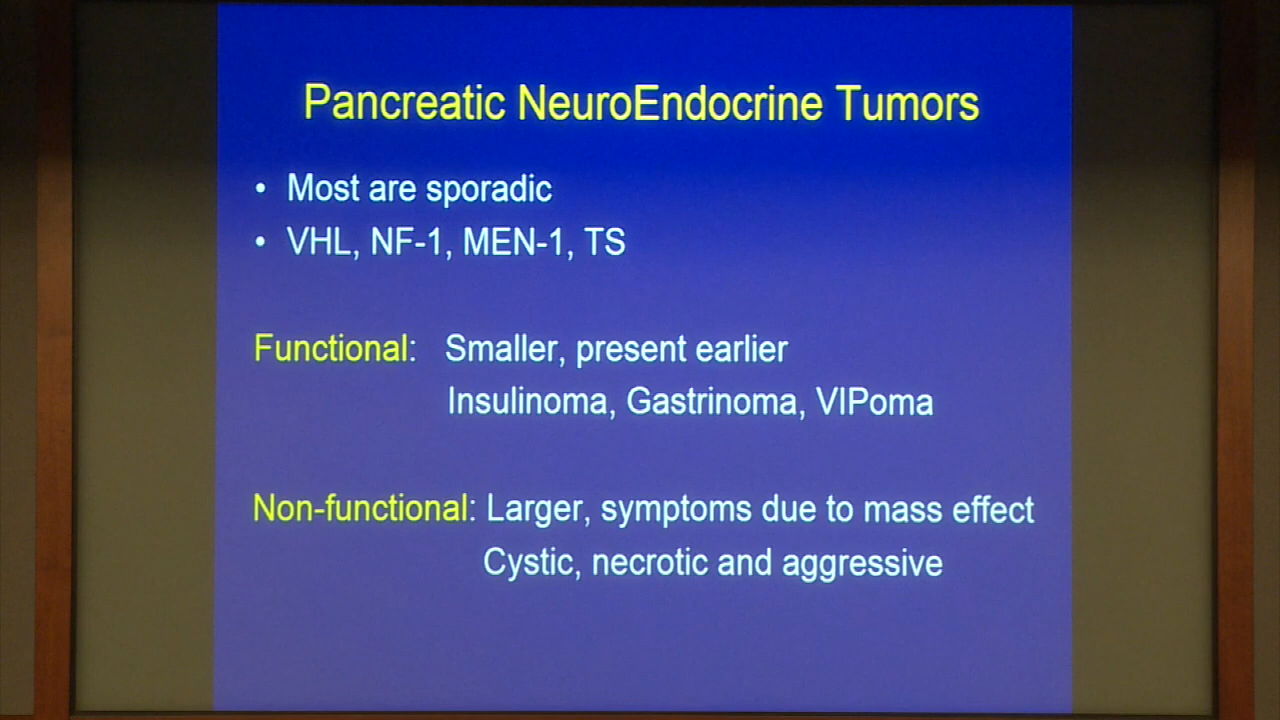 Pancreatic NeuroEndocrine Tumors
• Most are sporadic
• VHL, NF-1, MEN-1, TS
Functional: Smaller, present earlier
Insulinoma, Gastrinoma, VIPoma
Non-functional: Larger, symptoms due to mass effect
Cystic, necrotic and aggressive